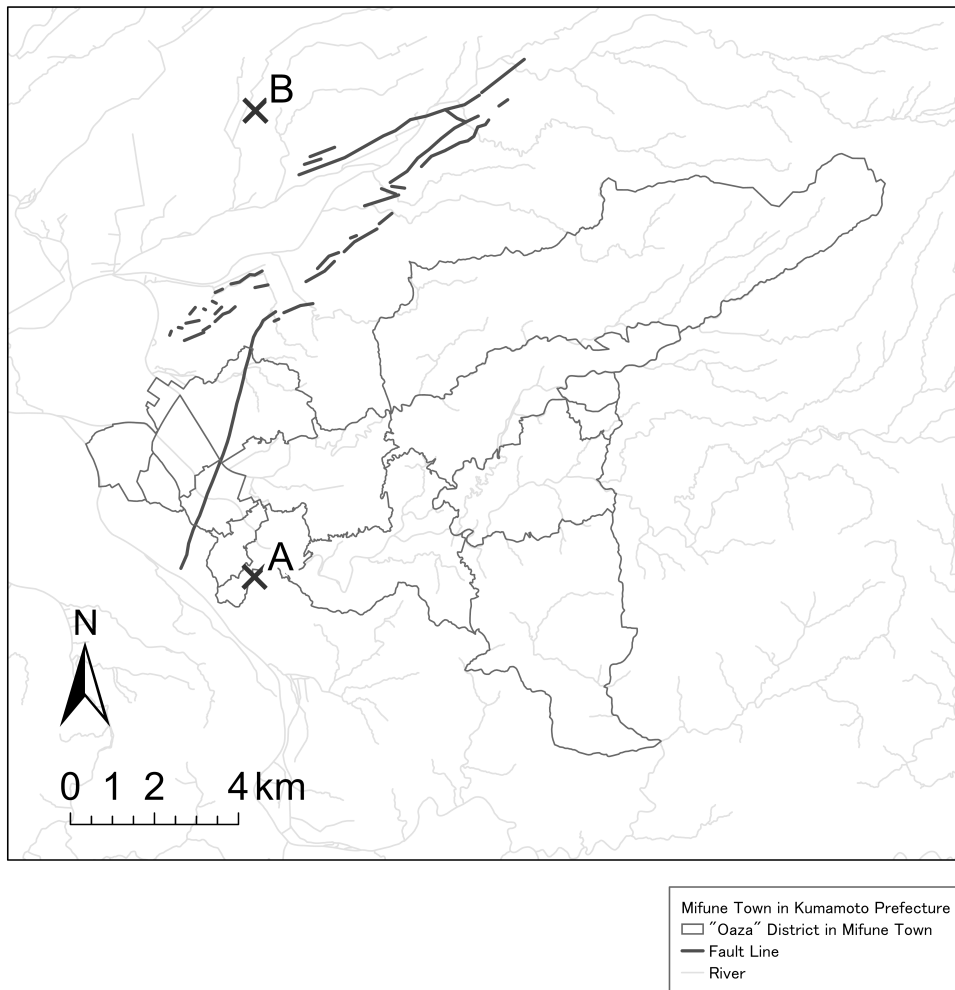 B
A
N
0 1 2 4 km
Mifune Town in Kumamoto Prefecture
"Oaza" District in Mifune Town
Fault Line
River